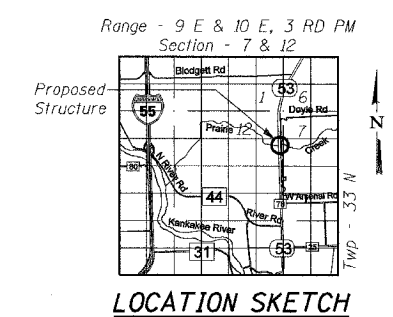 Range - 9 E & 10 E, 3 RD PM
Section - 7 & 12
Blodgett Rd
Proposed
Structure
53
1
6
55
Doyle Rd
Prairie
12
7
Creek
N
N River Rd
80
44
W Arsenal Rd
78
River Rd
Kankakee River
31
53
25
Twp - 33 N
LOCATION SKETCH